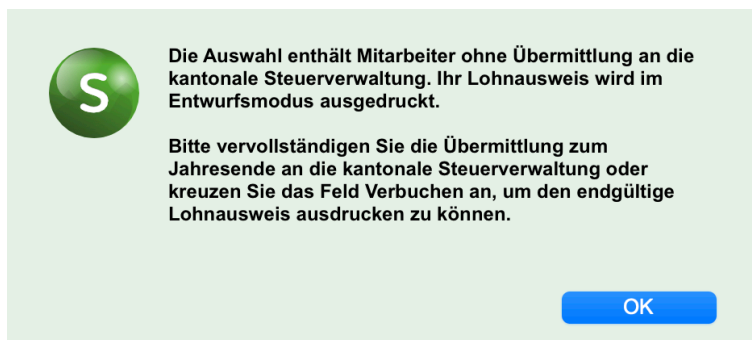 S
Die Auswahl enthält Mitarbeiter ohne Übermittlung an die
kantonale Steuerverwaltung. Ihr Lohnausweis wird im
Entwurfsmodus ausgedruckt.
Bitte vervollständigen Sie die Übermittlung zum
Jahresende an die kantonale Steuerverwaltung oder
kreuzen Sie das Feld Verbuchen an, um den endgültige
Lohnausweis ausdrucken zu können.
OK